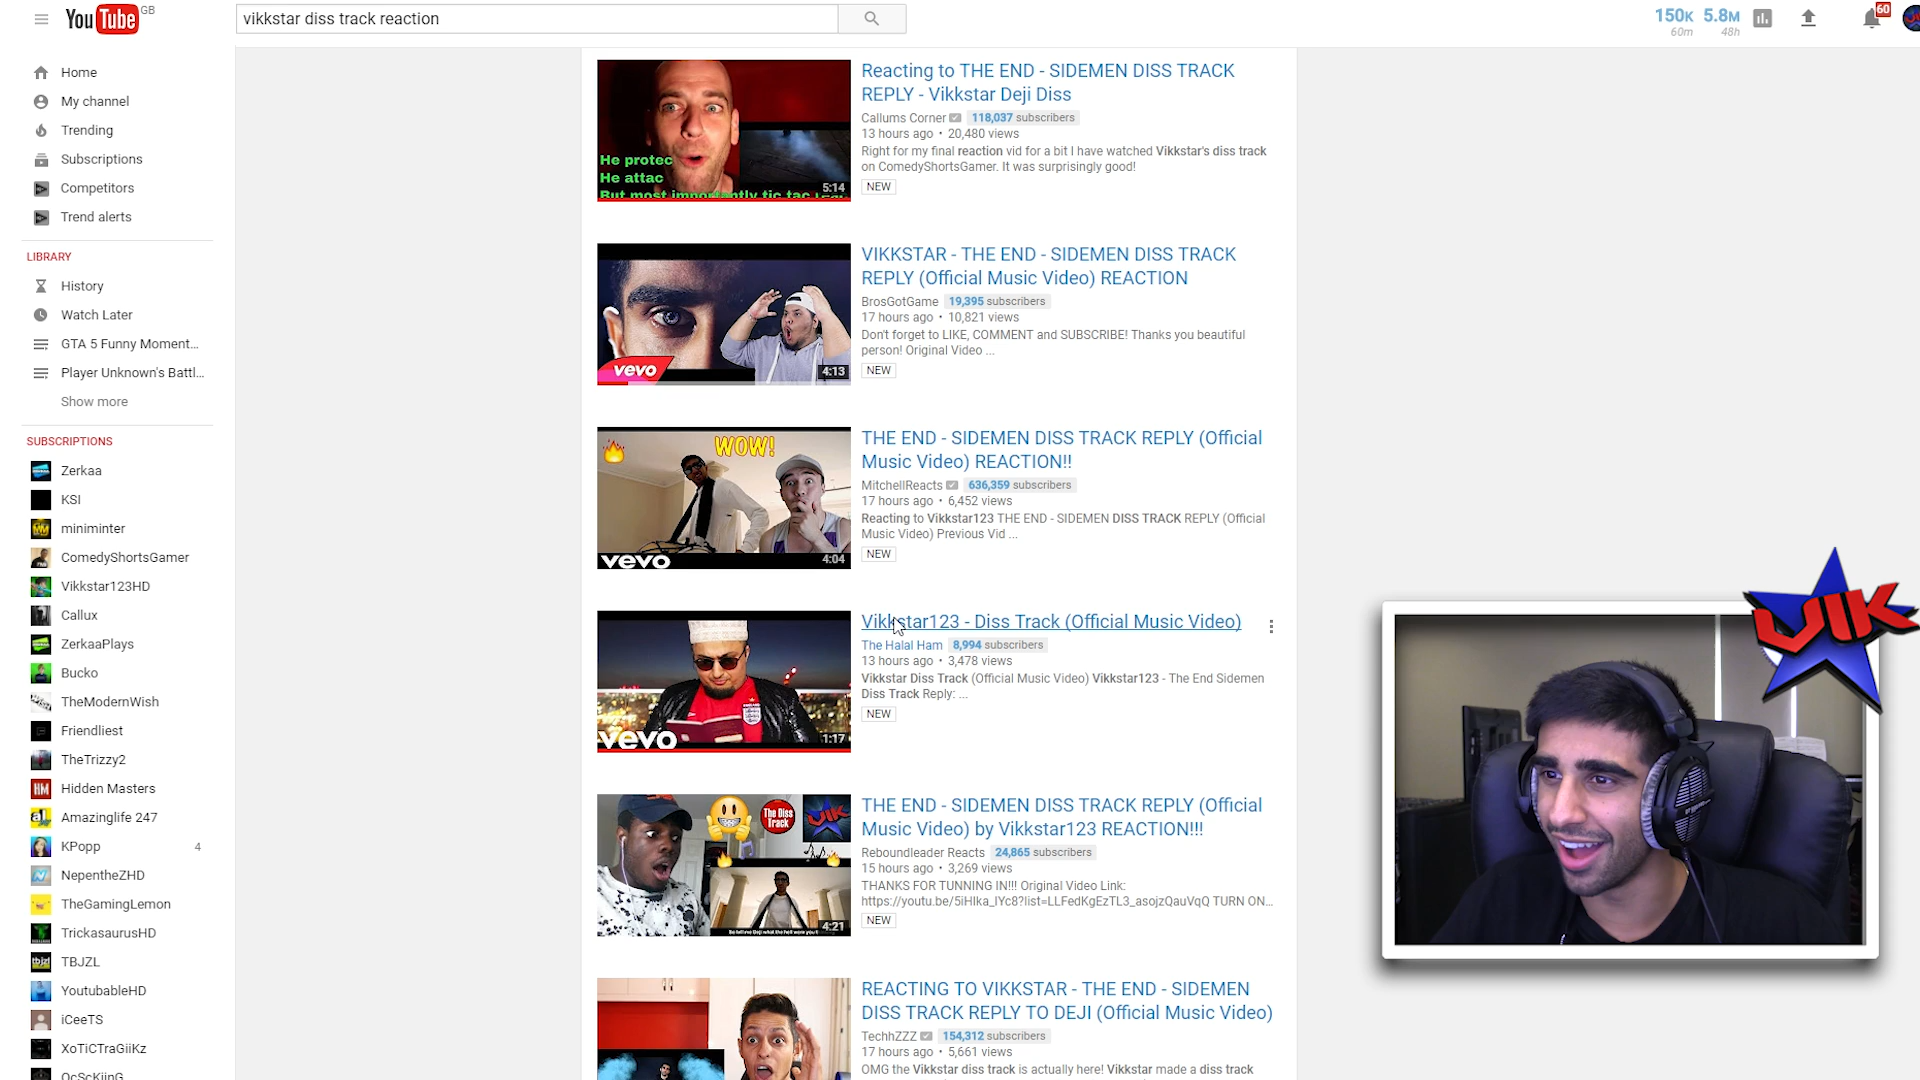 YouTube GB
vikkstar diss track reaction
150K 60m
5.8M 48h
60
Home
My channel
Trending
Subscriptions
Competitors
Trend alerts
LIBRARY
History
Watch Later
GTA 5 Funny Moment...
Player Unknown's Battl...
Show more
SUBSCRIPTIONS
Zerkaa
KSI
miniminter
ComedyShortsGamer
Vikkstar123HD
Callux
ZerkaaPlays
Bucko
TheModernWish
Friendliest
TheTrizzy2
Hidden Masters
Amazinglife 247
KPopp 4
NepentheZHD
TheGamingLemon
TrickasaurusHD
TBJZL
YoutubableHD
iCeeTS
XoTiCTraGiiKz
OcScKiinG
He protec
He attac
But most importantly tic tac
5:14
Reacting to THE END - SIDEMEN DISS TRACK
REPLY - Vikkstar Deji Diss
Callums Corner 118,037 subscribers
13 hours ago • 20,480 views
Right for my final reaction vid for a bit I have watched Vikkstar's diss track
on ComedyShortsGamer. It was surprisingly good!
NEW
vevo
4:13
VIKKSTAR - THE END - SIDEMEN DISS TRACK
REPLY (Official Music Video) REACTION
BrosGotGame 19,395 subscribers
17 hours ago • 10,821 views
Don't forget to LIKE, COMMENT and SUBSCRIBE! Thanks you beautiful
person! Original Video ...
NEW
WOW!
vevo
4:04
THE END - SIDEMEN DISS TRACK REPLY (Official
Music Video) REACTION!!
MitchellReacts 636,359 subscribers
17 hours ago • 6,452 views
Reacting to Vikkstar123 THE END - SIDEMEN DISS TRACK REPLY (Official
Music Video) Previous Vid ...
NEW
vevo
1:17
Vikkstar123 - Diss Track (Official Music Video)
The Halal Ham 8,994 subscribers
13 hours ago • 3,478 views
Vikkstar Diss Track (Official Music Video) Vikkstar123 - The End Sidemen
Diss Track Reply: ...
NEW
The Diss
Track
VIK
4:21
THE END - SIDEMEN DISS TRACK REPLY (Official
Music Video) by Vikkstar123 REACTION!!!
Reboundleader Reacts 24,865 subscribers
15 hours ago • 3,269 views
THANKS FOR TUNNING IN!!! Original Video Link:
https://youtu.be/5iHIka_lYc8?list=LLFedKgEzTL3_asojzQauVqQ TURN ON...
NEW
REACTING TO VIKKSTAR - THE END - SIDEMEN
DISS TRACK REPLY TO DEJI (Official Music Video)
TechhZZZ 154,312 subscribers
17 hours ago • 5,661 views
OMG the Vikkstar diss track is actually here! Vikkstar made a diss track
VIK